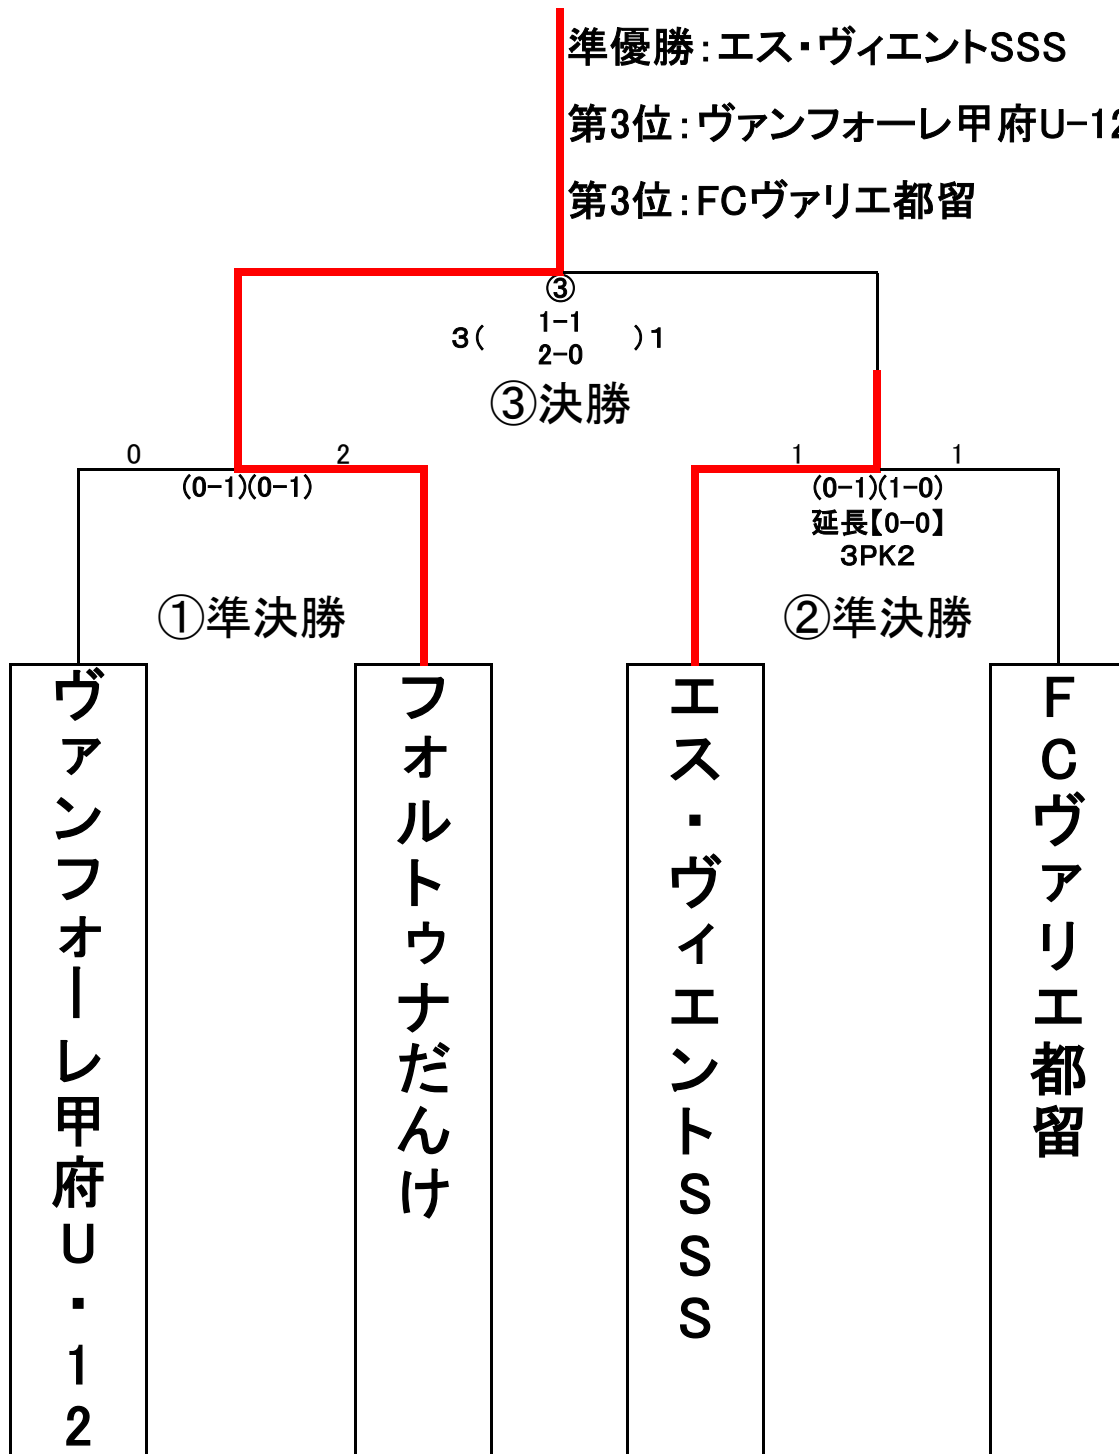 準優勝：エス・ヴィエントSSS
第3位：ヴァンフォーレ甲府U-12
第3位：FCヴァリエ都留
③
1-1
3( )1
2-0
③決勝
0 2 1 1
(0-1)(0-1) (0-1)(1-0)
延長【0-0】
3PK2
①準決勝 ②準決勝
ヴァンフォーレ甲府U・12
フォルトゥナだんけ
エス・ヴィエントSSS
FCヴァリエ都留